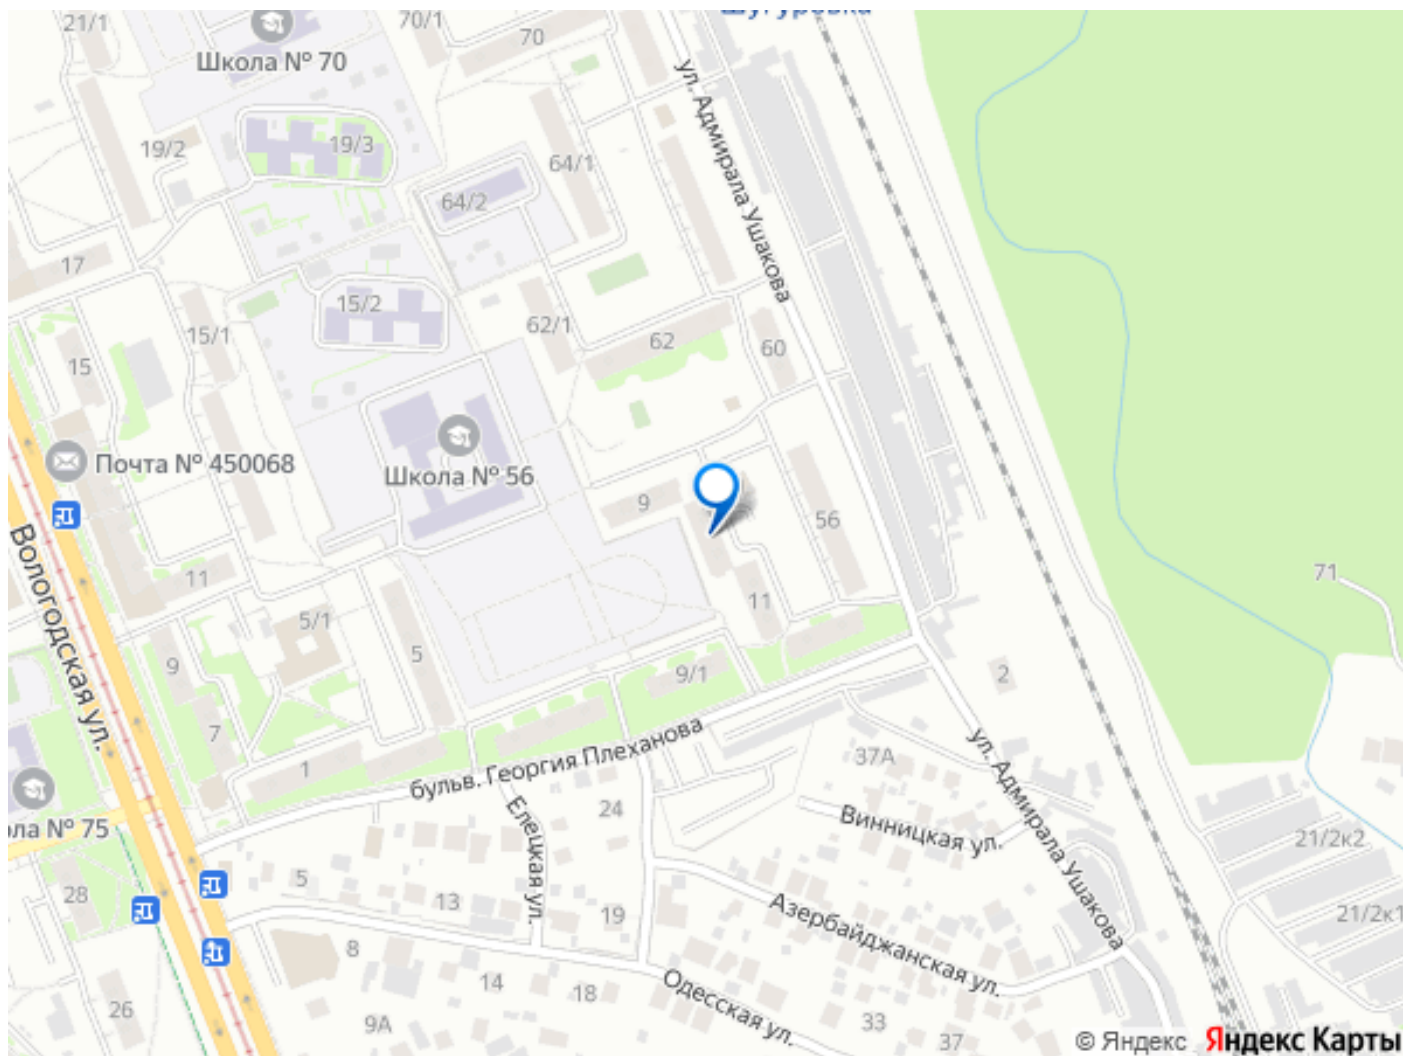 Шугуровка
21/1
70/1
70
Школа № 70
ул. Адмирала Ушакова
19/2
19/3
64/1
64/2
17
15/2
15/1
62/1
62
60
15
Почта № 450068
Школа № 56
9
56
Вологодская ул.
11
11
71
5/1
5
9
9/1
2
7
1
бульв. Георгия Плеханова
37А
ул. Адмирала Ушакова
24
Елецкая ул.
Винницкая ул.
ола № 75
21/2к2
5
28
13
19
Азербайджанская ул.
21/2к1
8
14
18
Одесская ул.
26
9А
33
37
© Яндекс Яндекс Карты